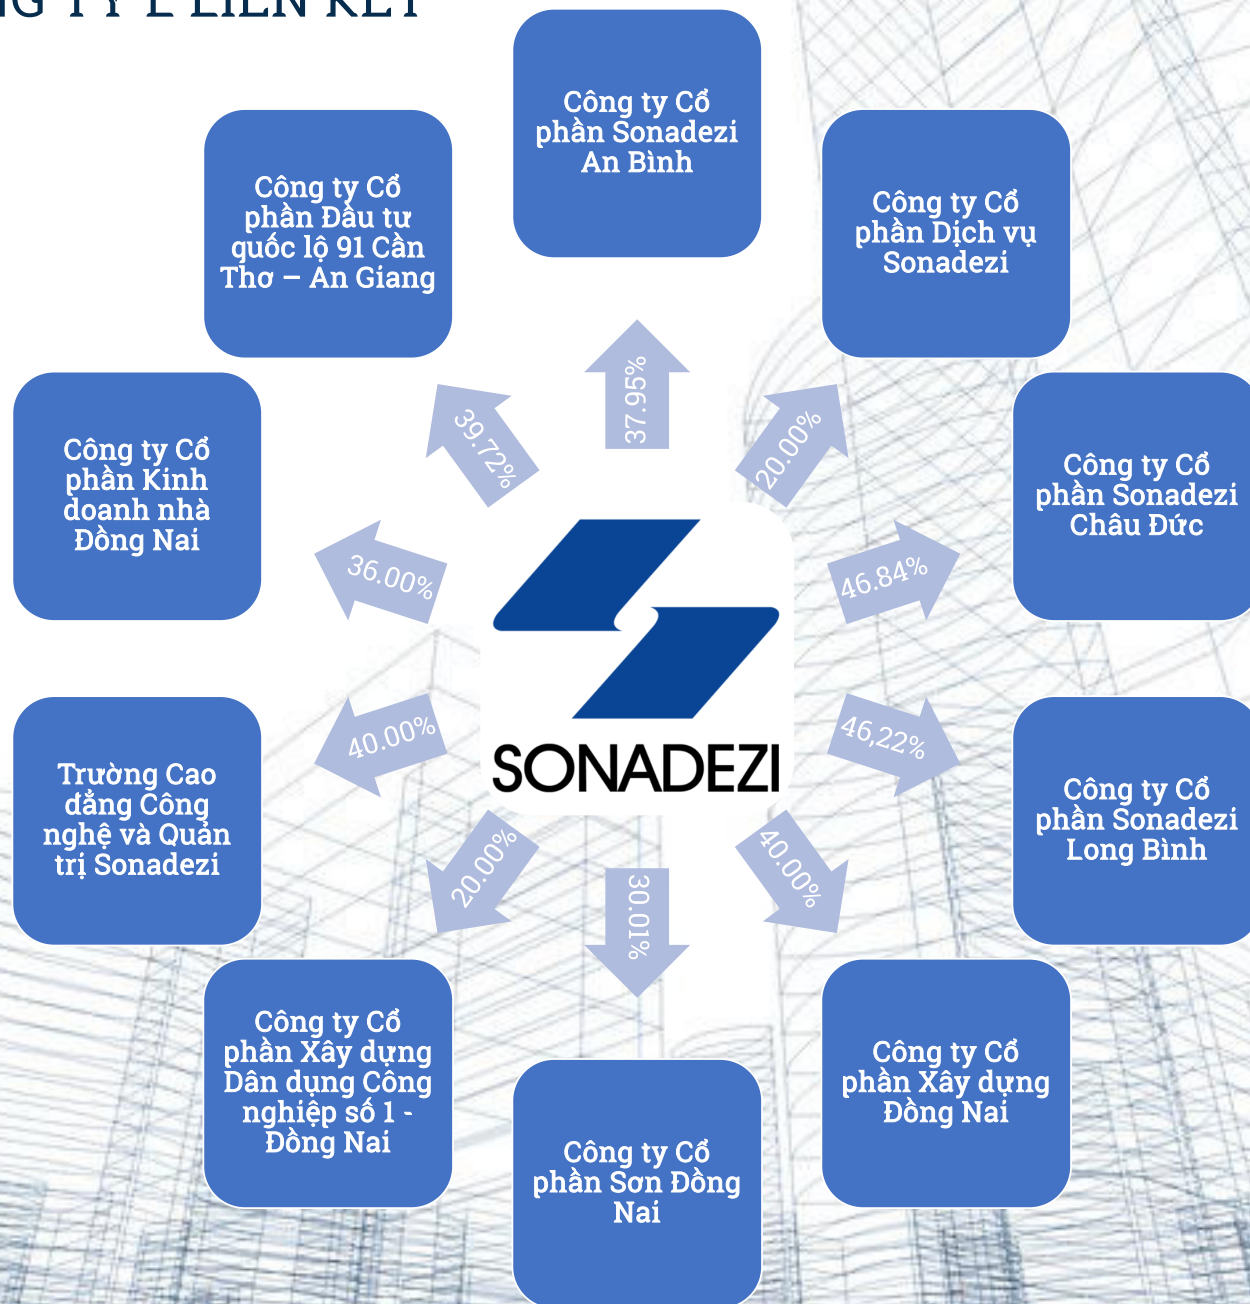 LIÊN KẾT
Công ty Cổ
phần Sonadezi
An Bình
Công ty Cổ
phần Dịch vụ
Sonadezi
Công ty Cổ
phần Sonadezi
Châu Đức
Công ty Cổ
phần Sonadezi
Long Bình
Công ty Cổ
phần Xây dựng
Đồng Nai
Công ty Cổ
phần Sơn Đồng
Nai
Công ty Cổ
phần Xây dựng
Dân dụng Công
nghiệp số 1 -
Đồng Nai
Trường Cao
đẳng Công
nghệ và Quản
trị Sonadezi
Công ty Cổ
phần Kinh
doanh nhà
Đồng Nai
Công ty Cổ
phần Đầu tư
quốc lộ 91 Cần
Thơ – An Giang
37.95%
20.00%
46.84%
46,22%
40.00%
30.01%
20.00%
40.00%
36.00%
39.72%
SONADEZI